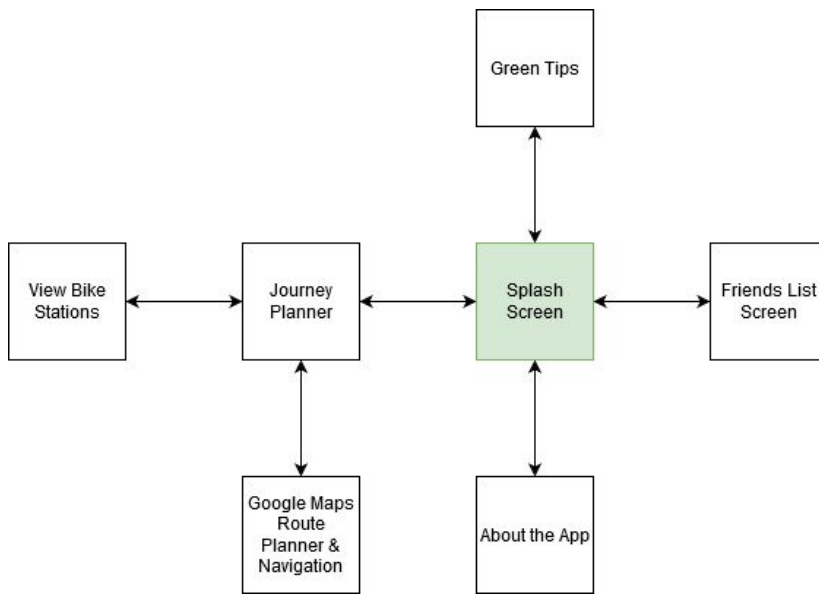 Green Tips
View Bike
Stations
Journey
Planner
Splash
Screen
Friends List
Screen
Google Maps
Route
Planner &
Navigation
About the App